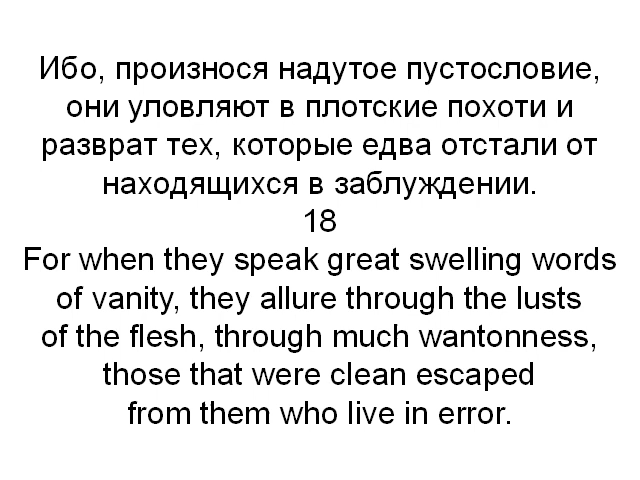 Ибо, произнося надутое пустословие,
они уловляют в плотские похоти и
разврат тех, которые едва отстали от
находящихся в заблуждении.
18
For when they speak great swelling words
of vanity, they allure through the lusts
of the flesh, through much wantonness,
those that were clean escaped
from them who live in error.